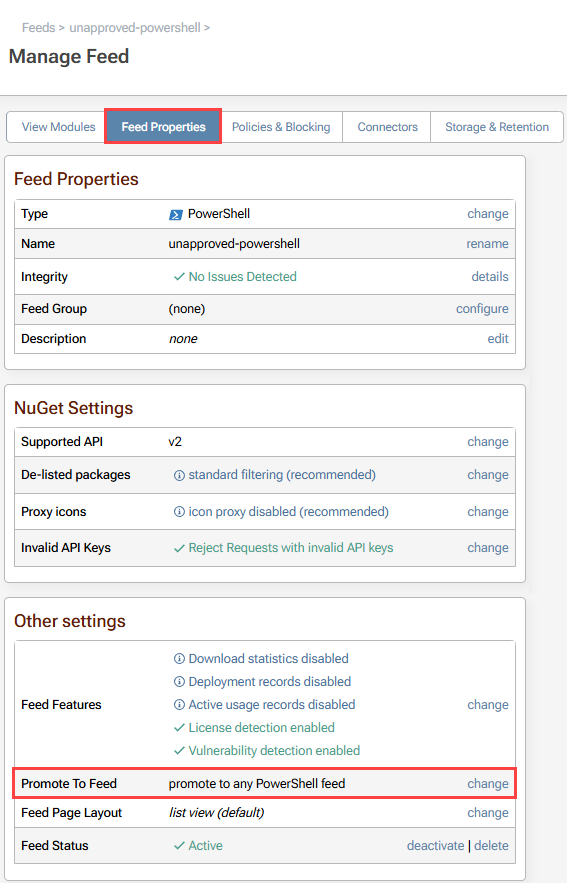 Feeds > unapproved-powershell >
Manage Feed
View Modules Feed Properties Policies & Blocking Connectors Storage & Retention
Feed Properties
Type PowerShell change
Name unapproved-powershell rename
Integrity No Issues Detected details
Feed Group (none) configure
Description none edit
NuGet Settings
Supported API v2 change
De-listed packages standard filtering (recommended) change
Proxy icons icon proxy disabled (recommended) change
Invalid API Keys Reject Requests with invalid API keys change
Other settings
Download statistics disabled
Deployment records disabled
Feed Features Active usage records disabled change
License detection enabled
Vulnerability detection enabled
Promote To Feed promote to any PowerShell feed change
Feed Page Layout list view (default) change
Feed Status Active deactivate | delete